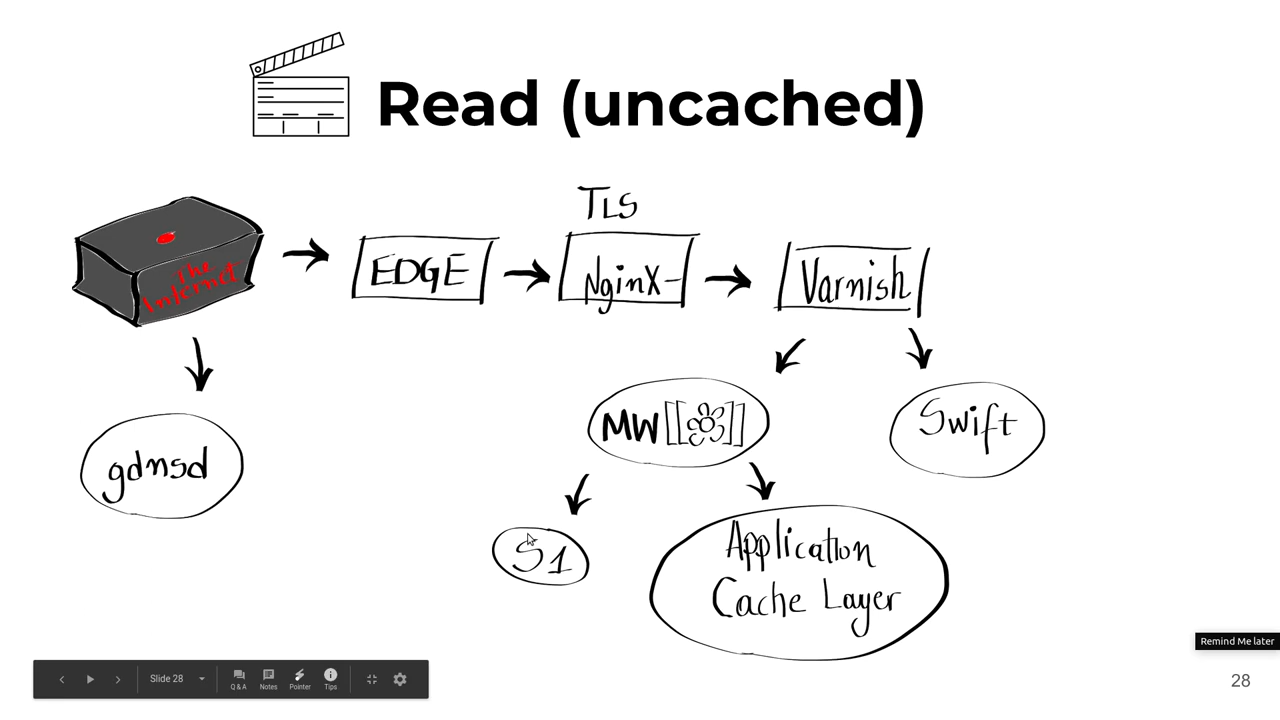 Read (uncached)
The
Internet
EDGE
TLS
NginX-
Varnish
gdnsd
MW[[ ]]
Swift
S1
Application
Cache Layer
Remind Me later
Slide 28
Q & A
Notes
Pointer
Tips
28